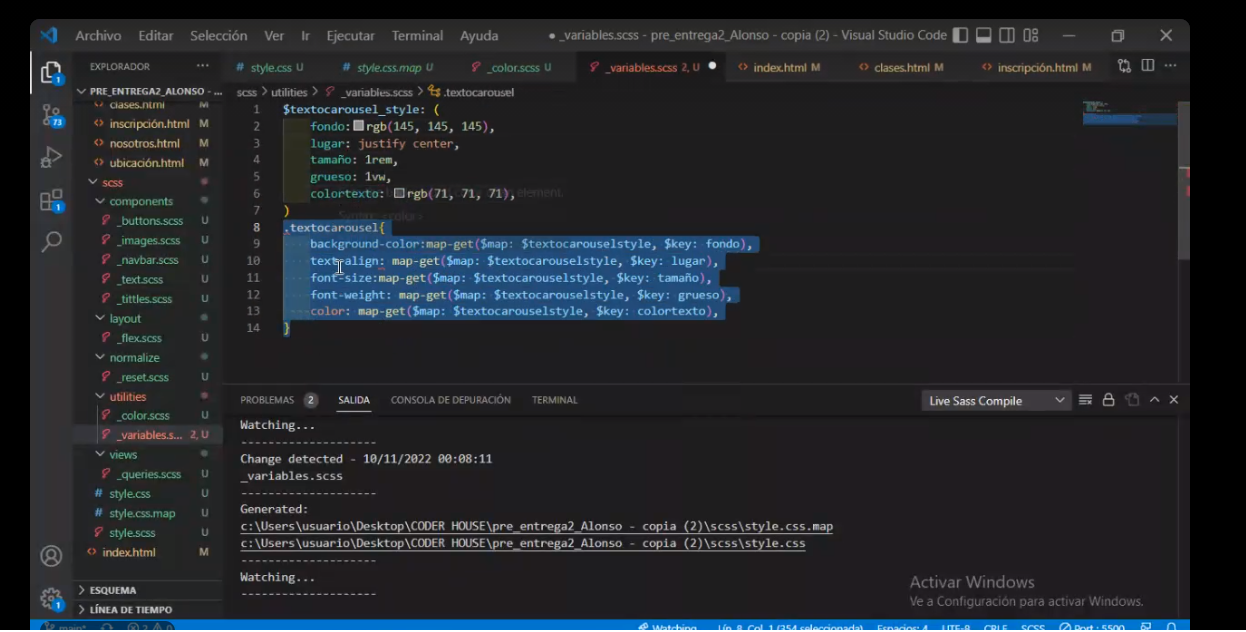 Archivo Editar Selección Ver Ir Ejecutar Terminal Ayuda ● _variables.scss - pre_entrega2_Alonso - copia (2) - Visual Studio Code
EXPLORADOR ···
# style.css U # style.css.map U _color.scss U _variables.scss 2, U ● index.html M clases.html M inscripción.html M
PRE_ENTREGA2_ALONSO - ...
clases.html M
inscripción.html M
nosotros.html M
ubicación.html M
scss
components
_buttons.scss U
_images.scss U
_navbar.scss U
_text.scss U
_tittles.scss U
layout
_flex.scss U
normalize
_reset.scss U
utilities
_color.scss U
_variables.s... 2, U
views
_queries.scss U
# style.css U
# style.css.map U
style.scss U
index.html M
ESQUEMA
LÍNEA DE TIEMPO
73
1
1
1
scss > utilities > _variables.scss > .textocarousel
1 $textocarousel_style: (
2 fondo: rgb(145, 145, 145),
3 lugar: justify center,
4 tamaño: 1rem,
5 grueso: 1vw,
6 colortexto: rgb(71, 71, 71),
7 )
8 .textocarousel{
9 background-color:map-get($map: $textocarouselstyle, $key: fondo),
10 text-align: map-get($map: $textocarouselstyle, $key: lugar),
11 font-size:map-get($map: $textocarouselstyle, $key: tamaño),
12 font-weight: map-get($map: $textocarouselstyle, $key: grueso),
13 color: map-get($map: $textocarouselstyle, $key: colortexto),
14 }
PROBLEMAS 2 SALIDA CONSOLA DE DEPURACIÓN TERMINAL Live Sass Compile
Watching...
--------------------
Change detected - 10/11/2022 00:08:11
_variables.scss
--------------------
Generated:
c:\Users\usuario\Desktop\CODER HOUSE\pre_entrega2_Alonso - copia (2)\scss\style.css.map
c:\Users\usuario\Desktop\CODER HOUSE\pre_entrega2_Alonso - copia (2)\scss\style.css
--------------------
Watching...
--------------------
Activar Windows
Ve a Configuración para activar Windows.
main* 2 0 Watching... Lín. 8, Col. 1 (354 seleccionada) Espacios: 4 UTF-8 CRLF SCSS Port : 5500